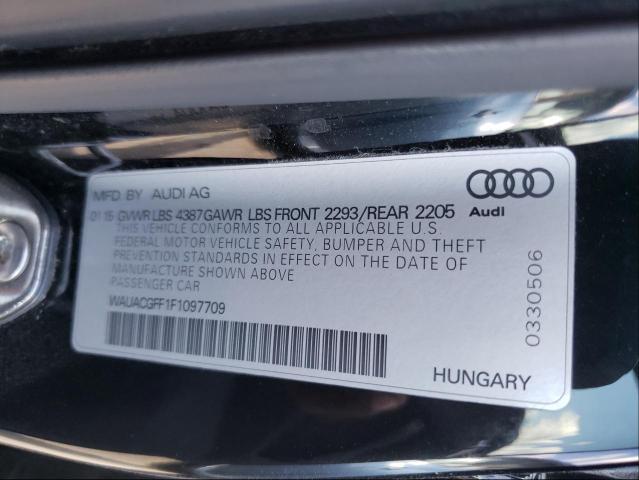 MFD. BY AUDI AG
01 15 GVWR LBS 4387 GAWR LBS FRONT 2293/REAR 2205
THIS VEHICLE CONFORMS TO ALL APPLICABLE U.S.
FEDERAL MOTOR VEHICLE SAFETY, BUMPER AND THEFT
PREVENTION STANDARDS IN EFFECT ON THE DATE OF
MANUFACTURE SHOWN ABOVE
PASSENGER CAR
WAUACGFF1F1097709
Audi
0330506
HUNGARY